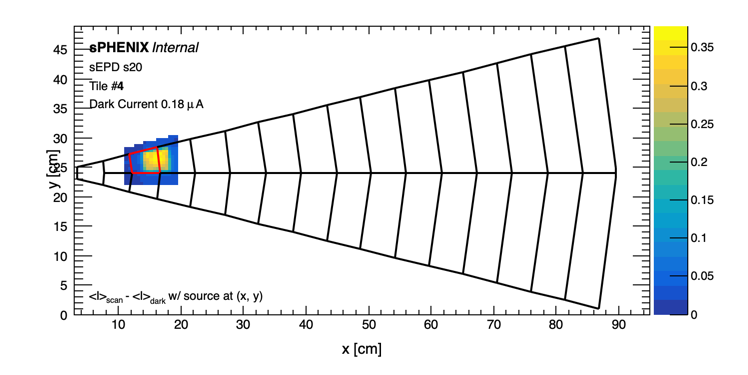 sPHENIX Internal
sEPD s20
Tile #4
Dark Current 0.18 μA
<I>scan - <I>dark w/ source at (x, y)
y [cm]
45
40
35
30
25
20
15
10
5
0
10 20 30 40 50 60 70 80 90
x [cm]
0.35
0.3
0.25
0.2
0.15
0.1
0.05
0